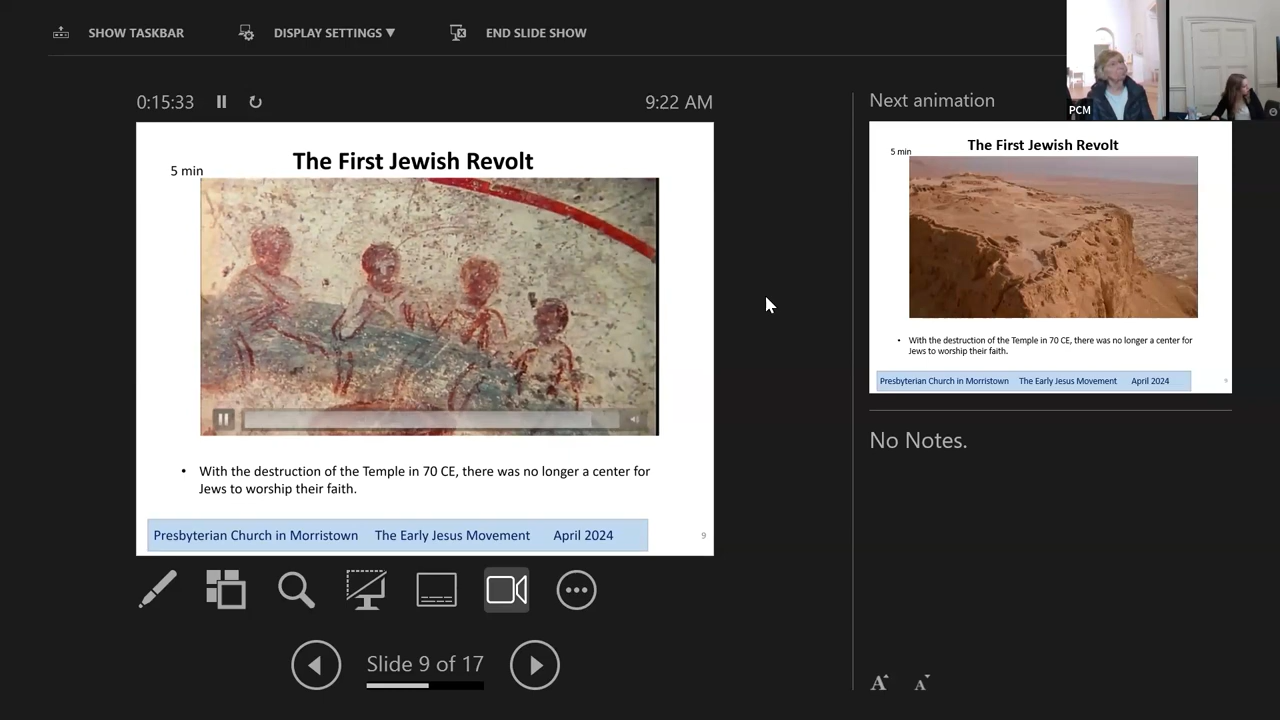 SHOW TASKBAR
DISPLAY SETTINGS ▼
END SLIDE SHOW
PCM
0:15:33
9:22 AM
The First Jewish Revolt
5 min
• With the destruction of the Temple in 70 CE, there was no longer a center for
Jews to worship their faith.
Presbyterian Church in Morristown The Early Jesus Movement April 2024
9
Slide 9 of 17
Next animation
The First Jewish Revolt
5 min
• With the destruction of the Temple in 70 CE, there was no longer a center for
Jews to worship their faith.
Presbyterian Church in Morristown The Early Jesus Movement April 2024
9
No Notes.
A A